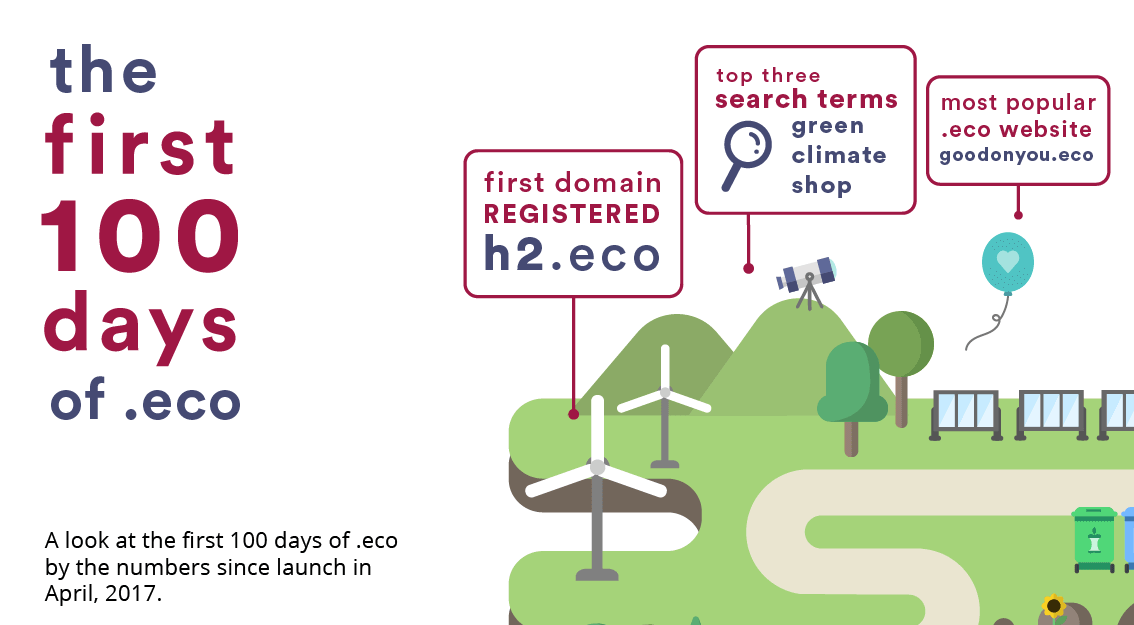 the
first
100
days
of .eco
A look at the first 100 days of .eco
by the numbers since launch in
April, 2017.
first domain
REGISTERED
h2.eco
top three
search terms
green
climate
shop
most popular
.eco website
goodonyou.eco